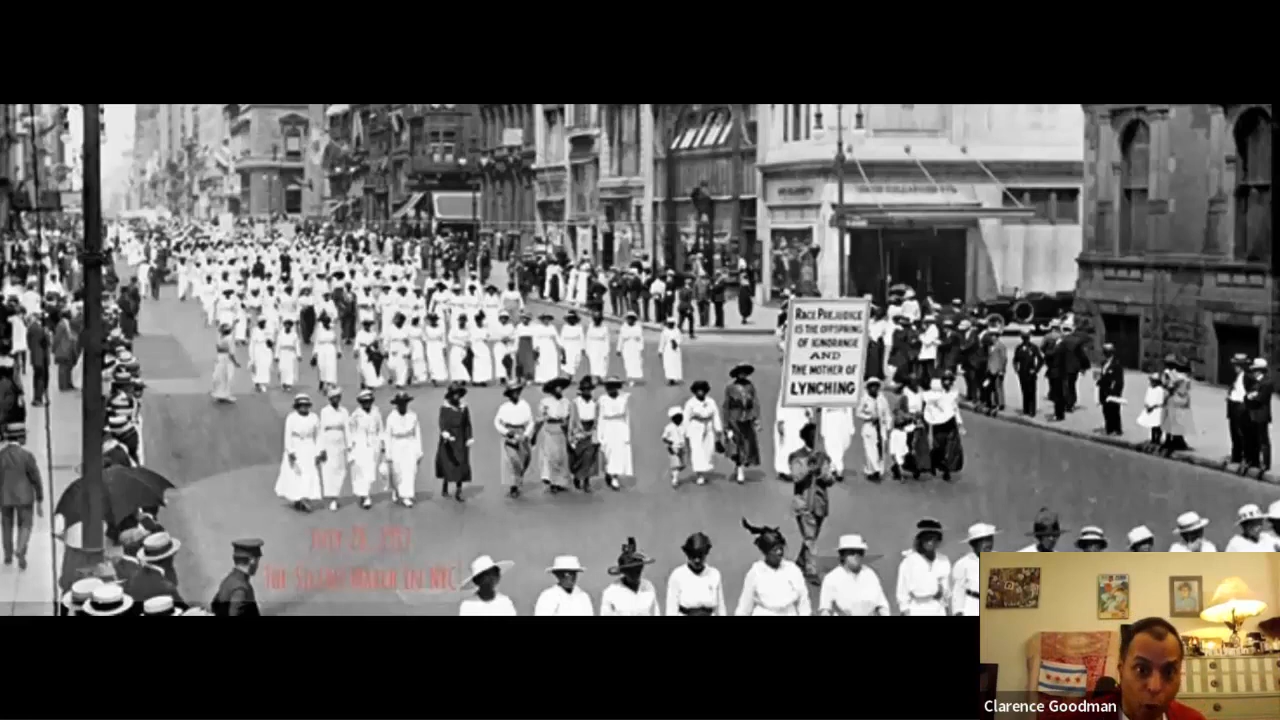 RACE PREJUDICE
IS THE OFFSPRING
OF IGNORANCE
AND
THE MOTHER OF
LYNCHING
July 28, 1917
The Silent March in NYC
Clarence Goodman